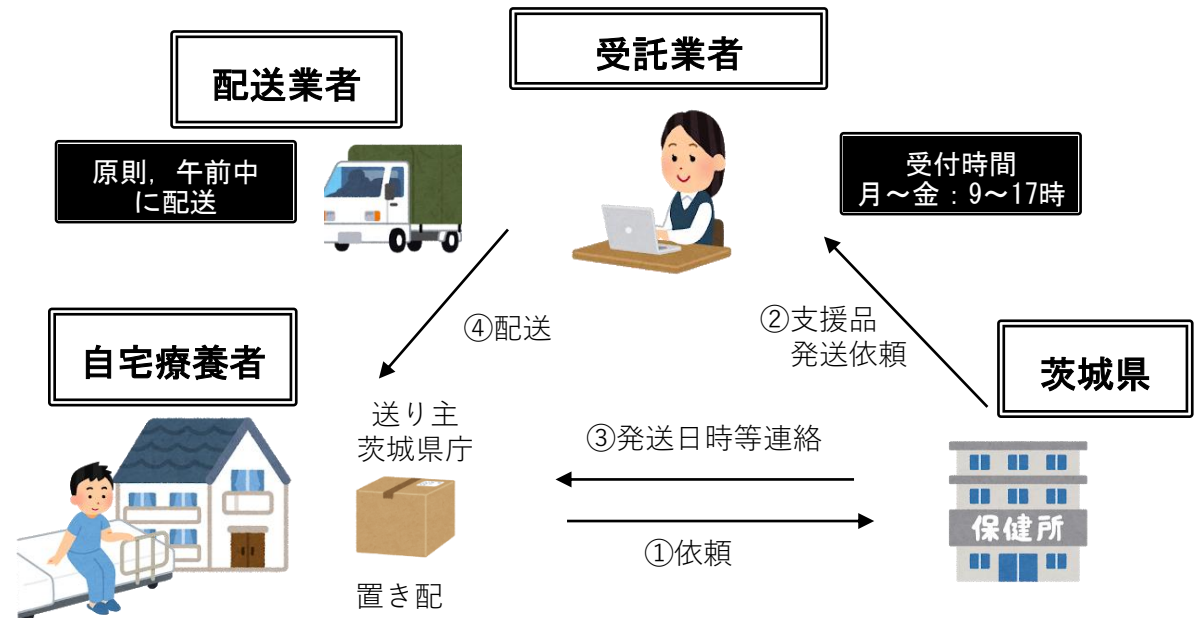 配送業者
受託業者
原則，午前中
に配送
受付時間
月～金：9～17時
④配送
②支援品
発送依頼
自宅療養者
茨城県
送り主
茨城県庁
③発送日時等連絡
保健所
①依頼
置き配